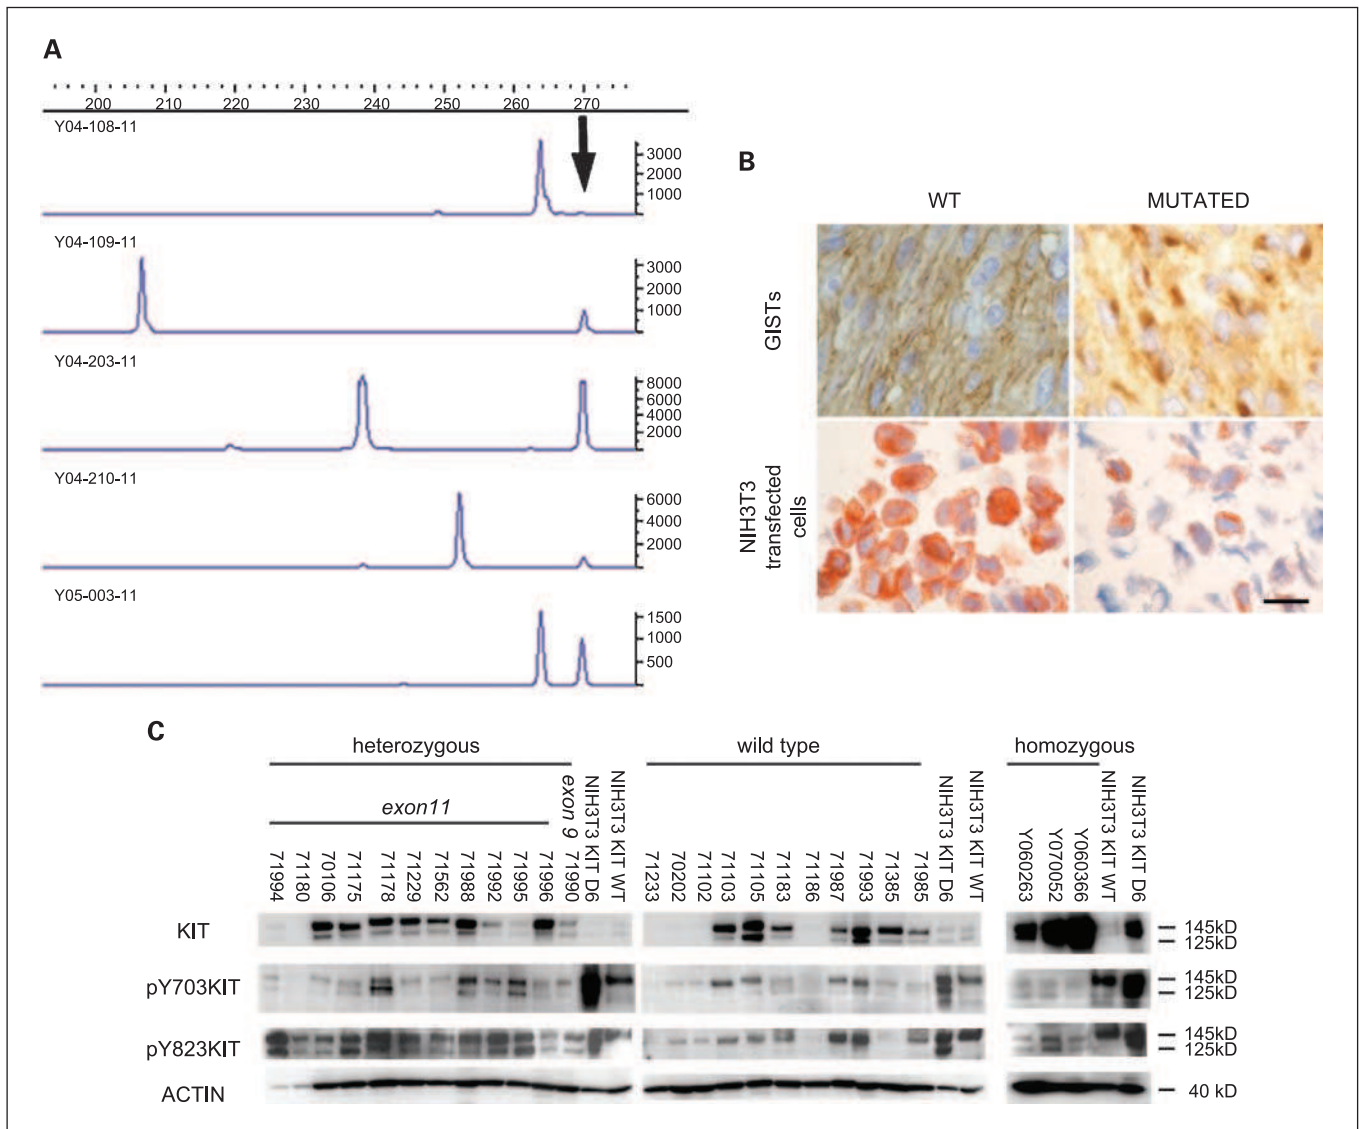 A
200 210 220 230 240 250 260 270
Y04-108-11
3000
2000
1000
Y04-109-11
3000
2000
1000
Y04-203-11
8000
6000
4000
2000
Y04-210-11
6000
4000
2000
Y05-003-11
1500
1000
500
B
WT MUTATED
GISTs
NIH3T3
transfected
cells
C
heterozygous wild type homozygous
exon11
exon 9
71994 71180 70106 71175 71178 71229 71562 71988 71992 71995 71996 71990 NIH3T3 KIT D6 NIH3T3 KIT WT
71233 70202 71102 71103 71105 71183 71186 71987 71993 71385 71985 NIH3T3 KIT D6 NIH3T3 KIT WT
Y060263 Y070052 Y060366 NIH3T3 KIT WT NIH3T3 KIT D6
KIT 145kD
125kD
pY703KIT 145kD
125kD
pY823KIT 145kD
125kD
ACTIN 40 kD